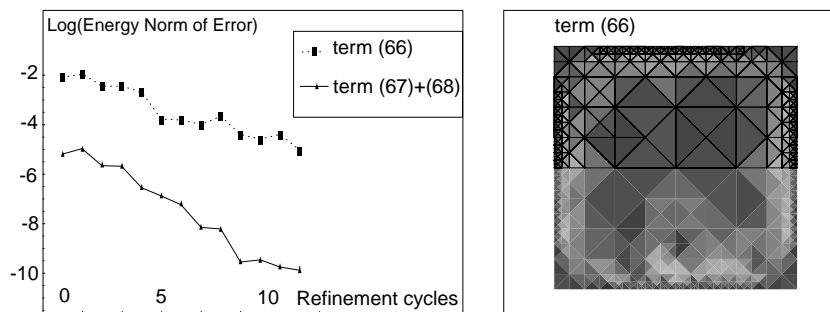 Log(Energy Norm of Error)
term (66)
term (67)+(68)
-2
-4
-6
-8
-10
0 5 10 Refinement cycles
term (66)